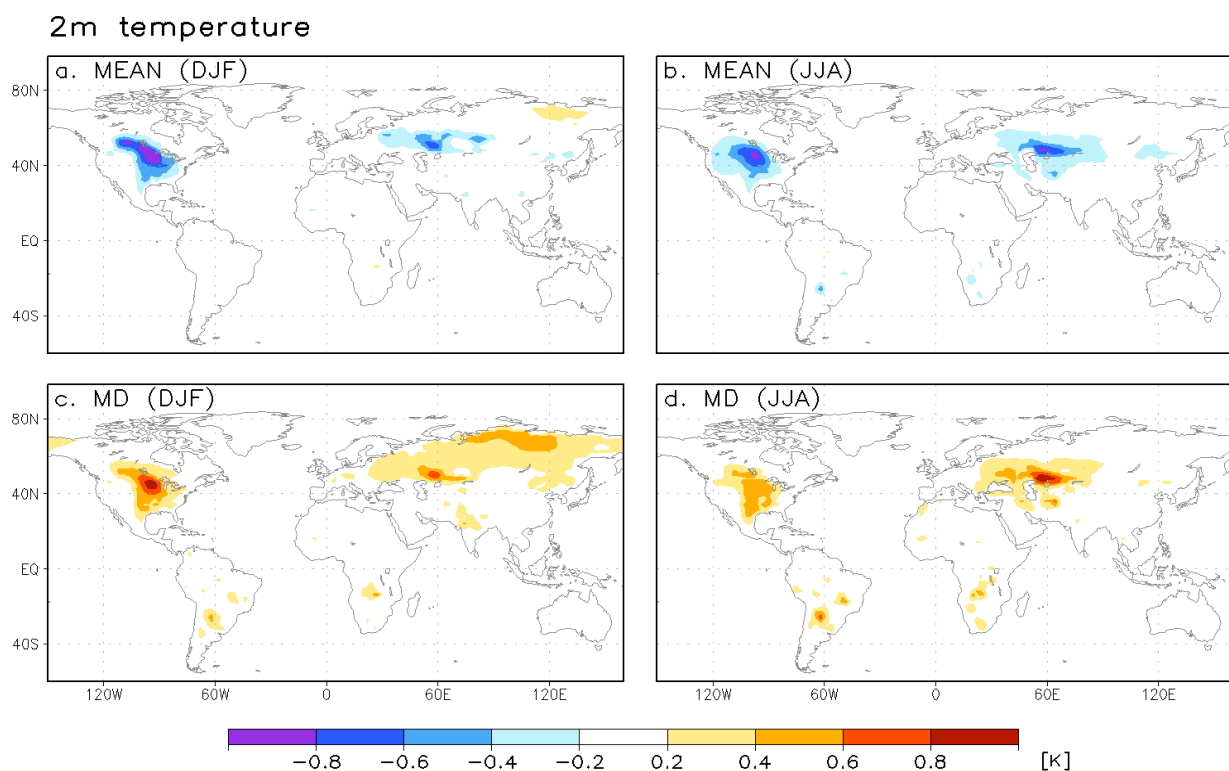 2m temperature
a. MEAN (DJF)
b. MEAN (JJA)
80N
40N
EQ
40S
c. MD (DJF)
d. MD (JJA)
80N
40N
EQ
40S
120W 60W 0 60E 120E
120W 60W 0 60E 120E
−0.8 −0.6 −0.4 −0.2 0.2 0.4 0.6 0.8 [K]